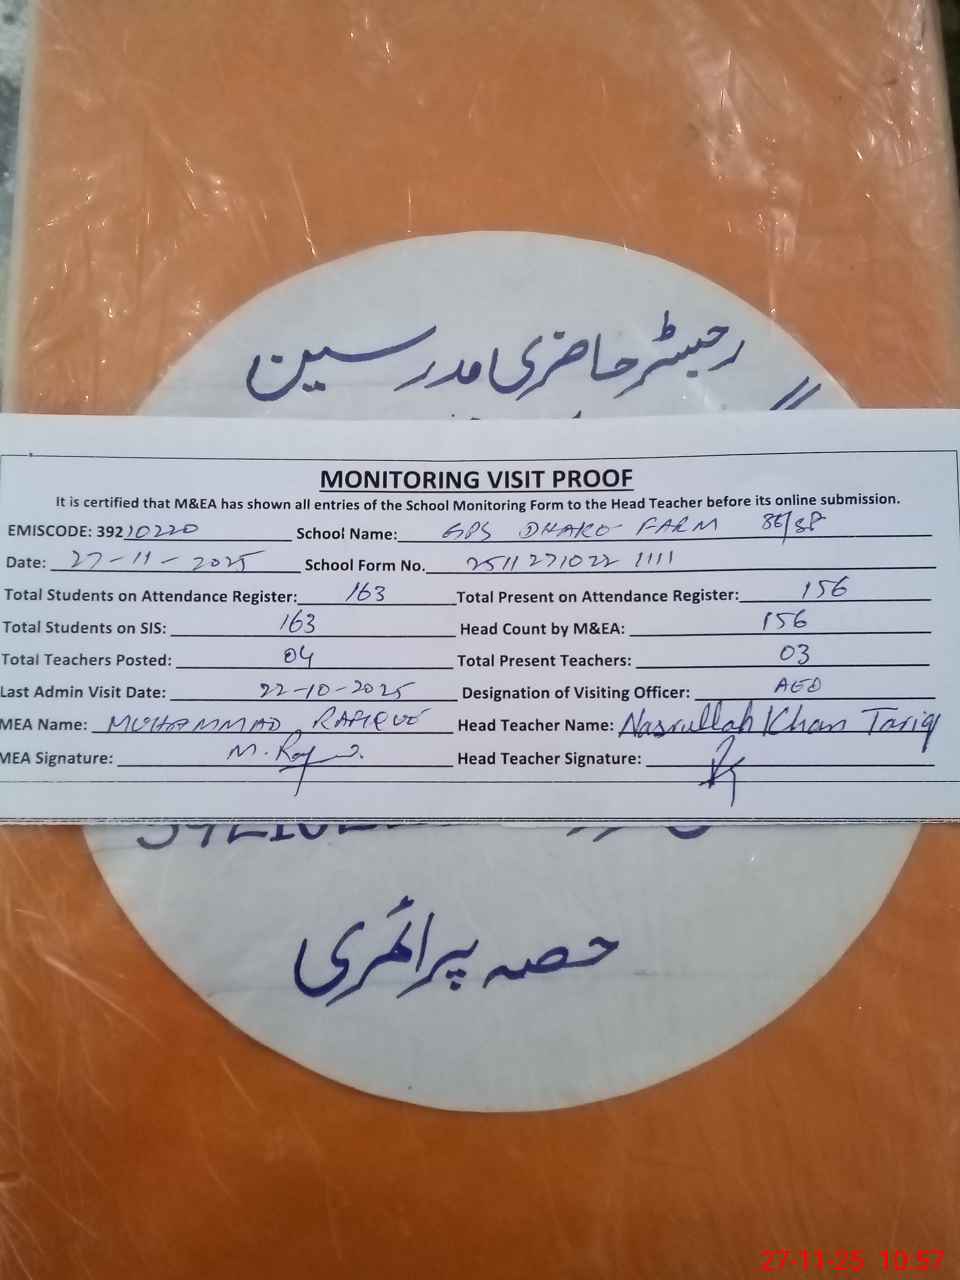 رجسٹر حاضری مدرسین
MONITORING VISIT PROOF
It is certified that M&EA has shown all entries of the School Monitoring Form to the Head Teacher before its online submission.
EMISCODE: 39210220 School Name: GPS DHAKO FARM 86/88
Date: 27-11-2025 School Form No. 2511271022 1111
Total Students on Attendance Register: 163 Total Present on Attendance Register: 156
Total Students on SIS: 163 Head Count by M&EA: 156
Total Teachers Posted: 04 Total Present Teachers: 03
Last Admin Visit Date: 22-10-2025 Designation of Visiting Officer: AEO
MEA Name: MUHAMMAD RAFIQUE Head Teacher Name: Nasrullah Khan Tariq
MEA Signature: Head Teacher Signature:
حصہ پرائمری
27-11-25 10:57